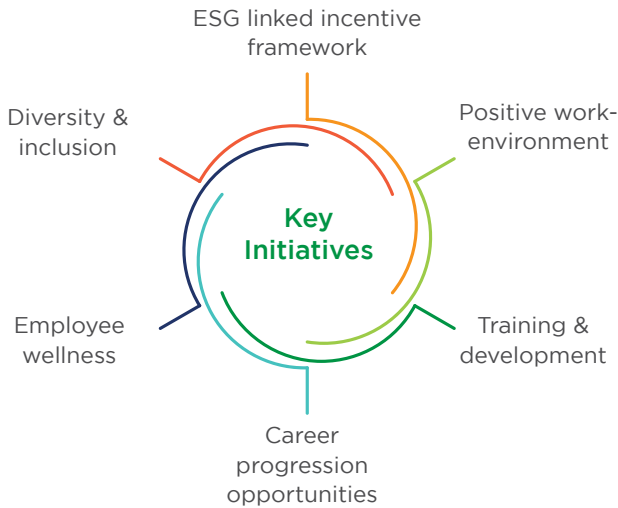 ESG linked incentive
framework
Positive work-
environment
Training &
development
Career
progression
opportunities
Employee
wellness
Diversity &
inclusion
Key
Initiatives